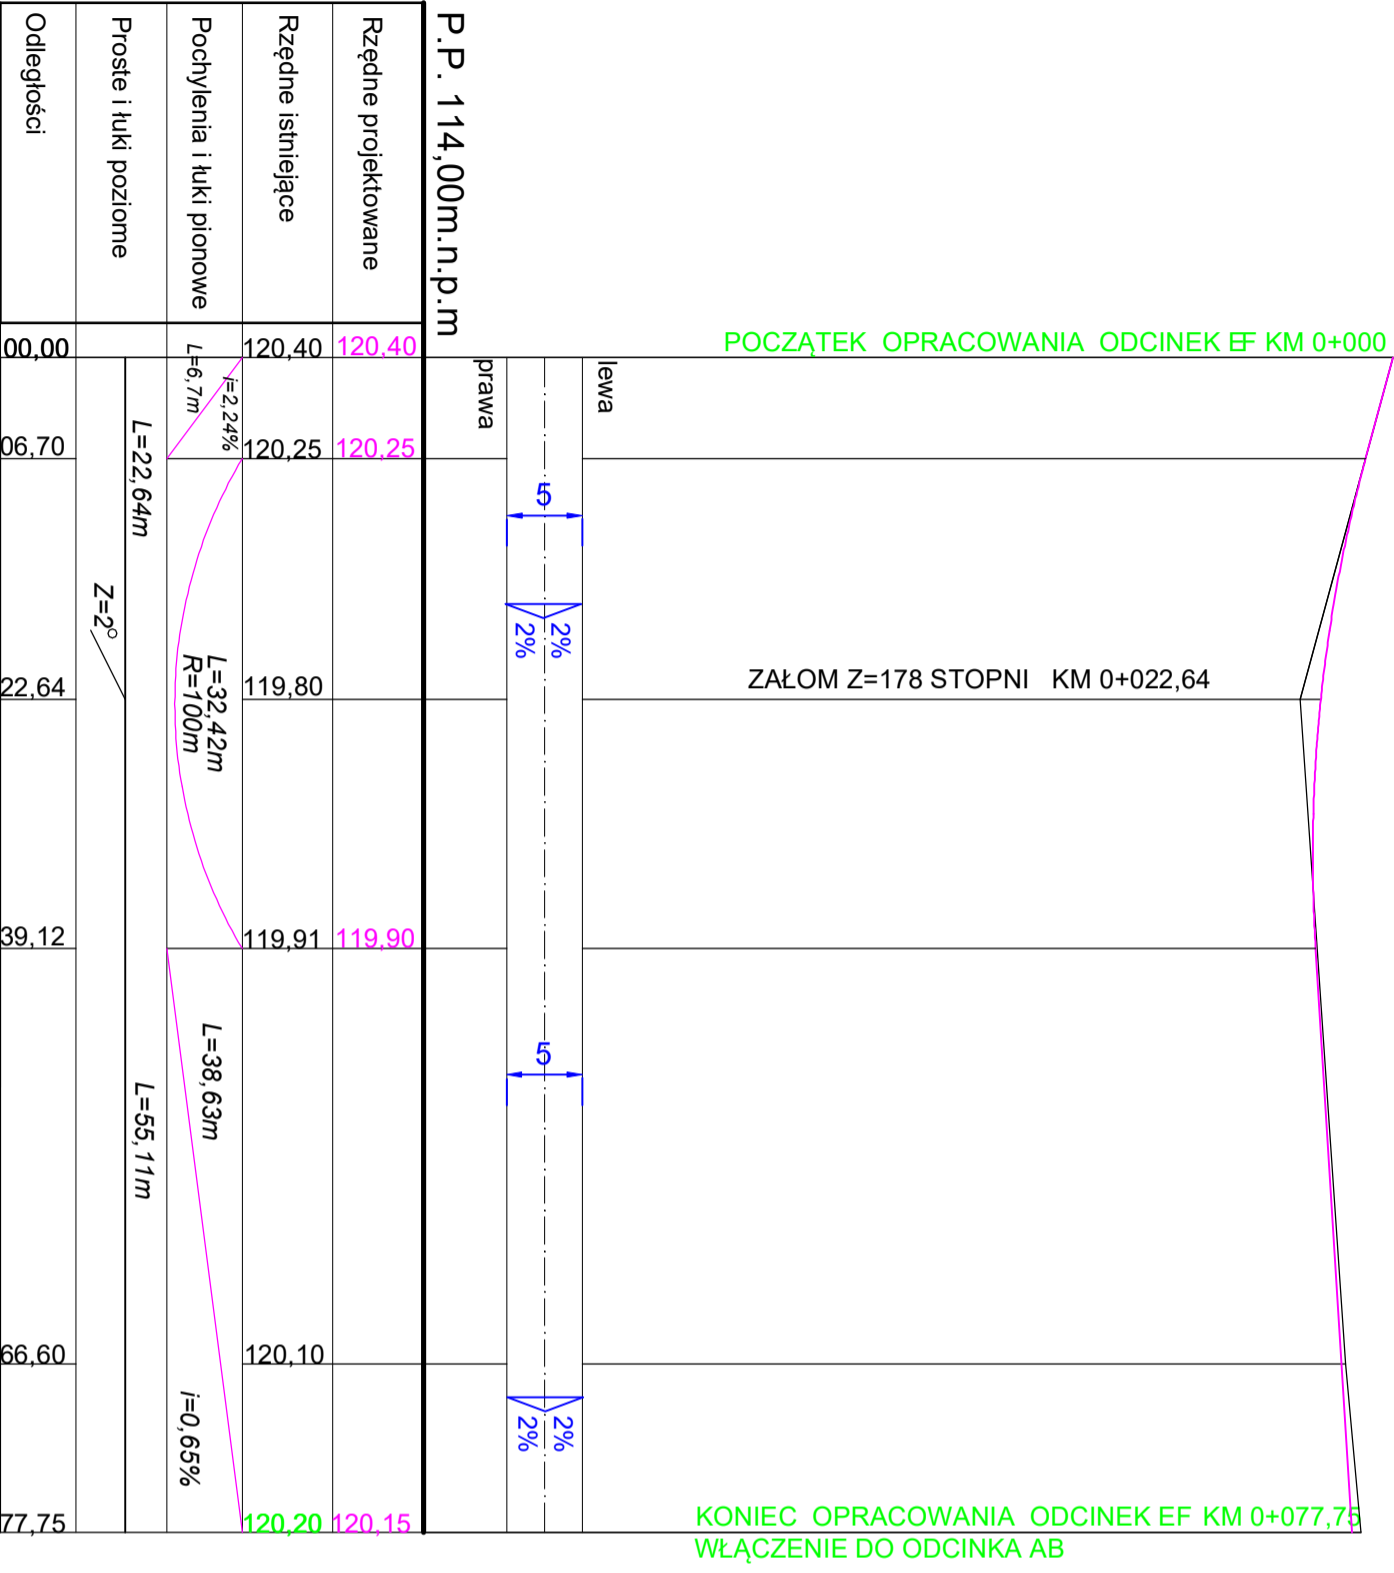 P.P. 114,00m.n.p.m
Rzędne projektowane
120,40
120,25
119,90
120,15
Rzędne istniejące
120,40
120,25
119,80
119,91
120,10
120,20
Pochylenia i łuki pionowe
L=6,7m
i=2,24%
L=32,42m
R=100m
L=38,63m
i=0,65%
Proste i łuki poziome
L=22,64m
Z=2°
L=55,11m
Odległości
00,00
06,70
22,64
39,12
66,60
77,75
lewa
prawa
5
2%
2%
5
2%
2%
POCZĄTEK OPRACOWANIA ODCINEK EF KM 0+000
ZAŁOM Z=178 STOPNI KM 0+022,64
KONIEC OPRACOWANIA ODCINEK EF KM 0+077,75
WŁĄCZENIE DO ODCINKA AB